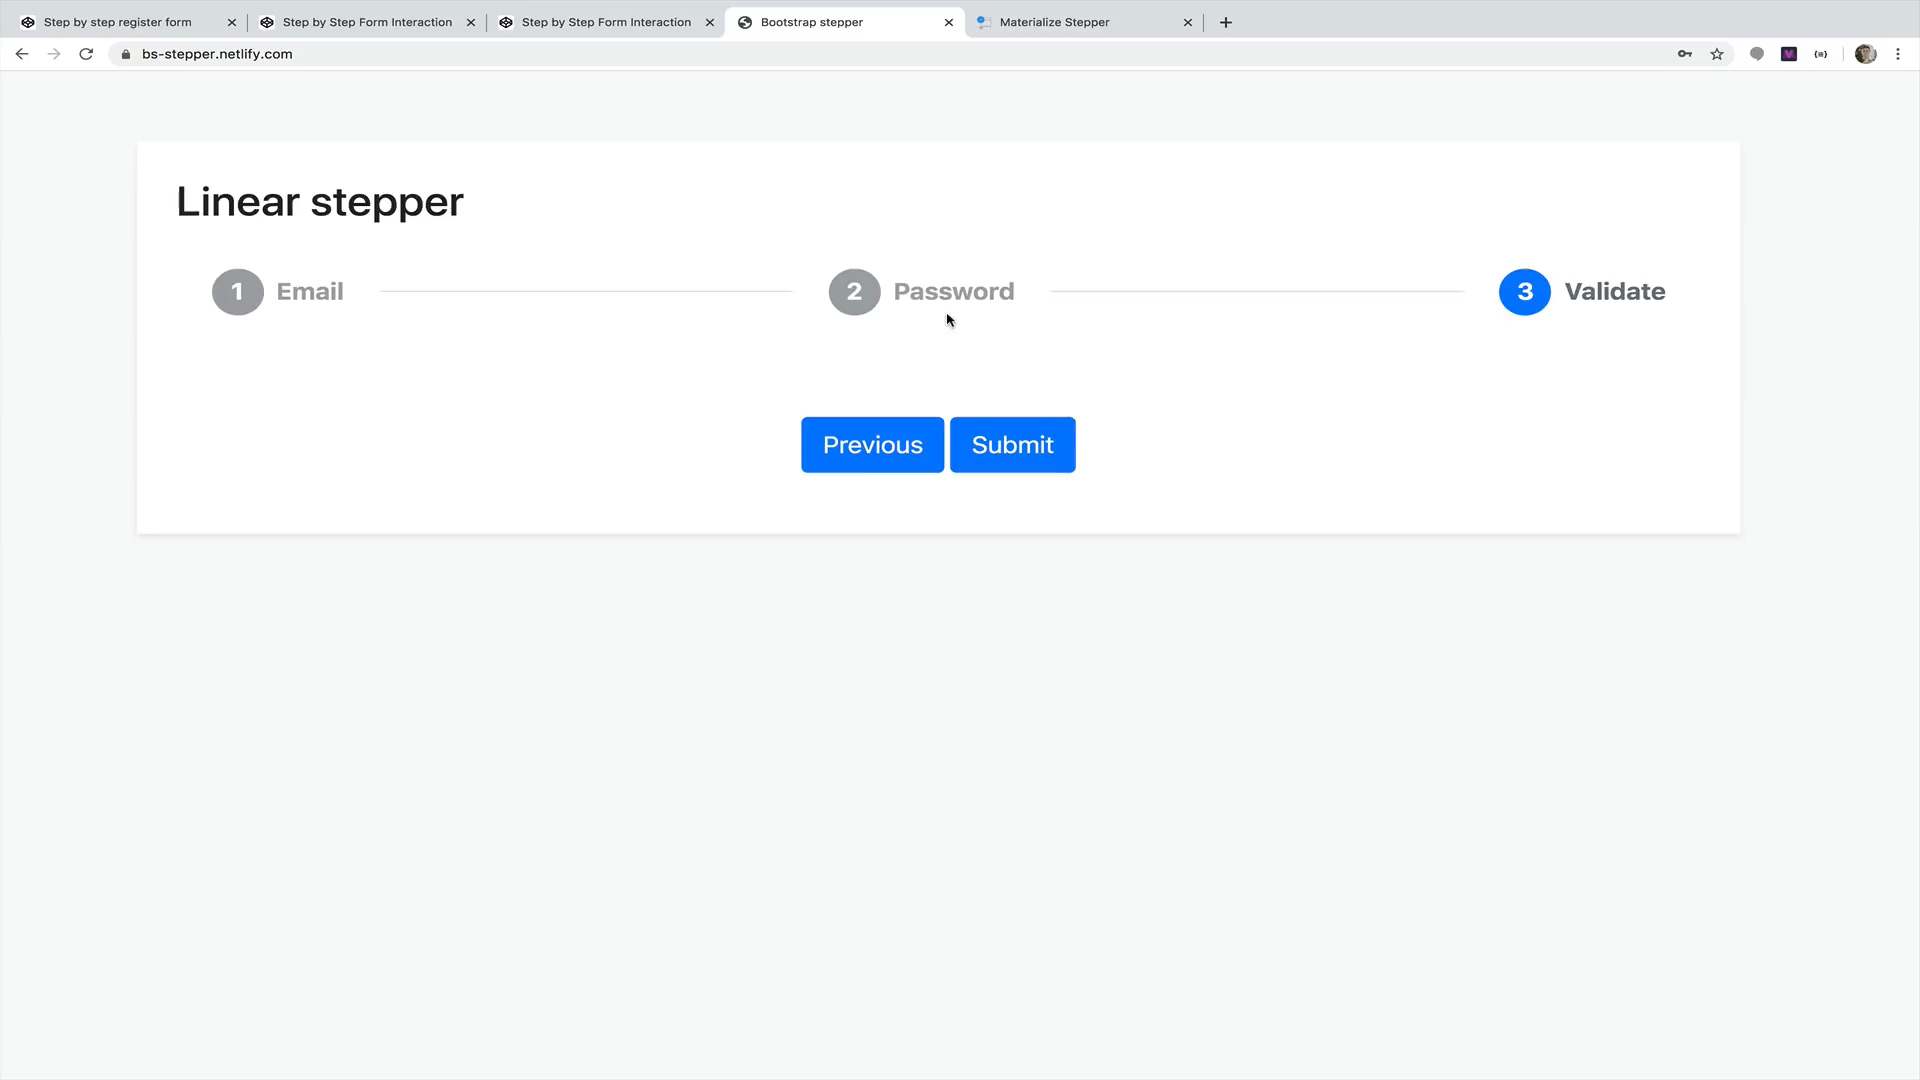 Step by step register form
Step by Step Form Interaction
Step by Step Form Interaction
Bootstrap stepper
Materialize Stepper
bs-stepper.netlify.com
Linear stepper
1 Email
2 Password
3 Validate
Previous
Submit